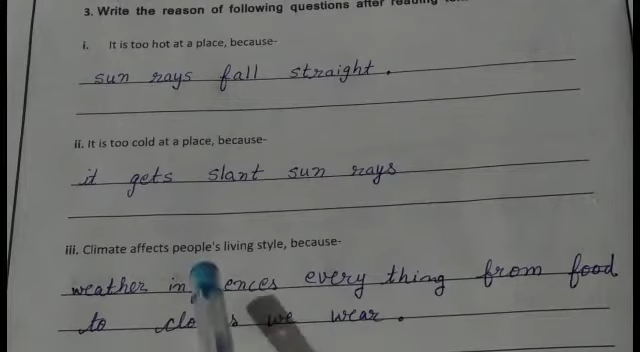 3. Write the reason of following questions after reading
i. It is too hot at a place, because-
sun rays fall straight.
ii. It is too cold at a place, because-
it gets slant sun rays
iii. Climate affects people's living style, because-
weather every thing from food
to we wear.